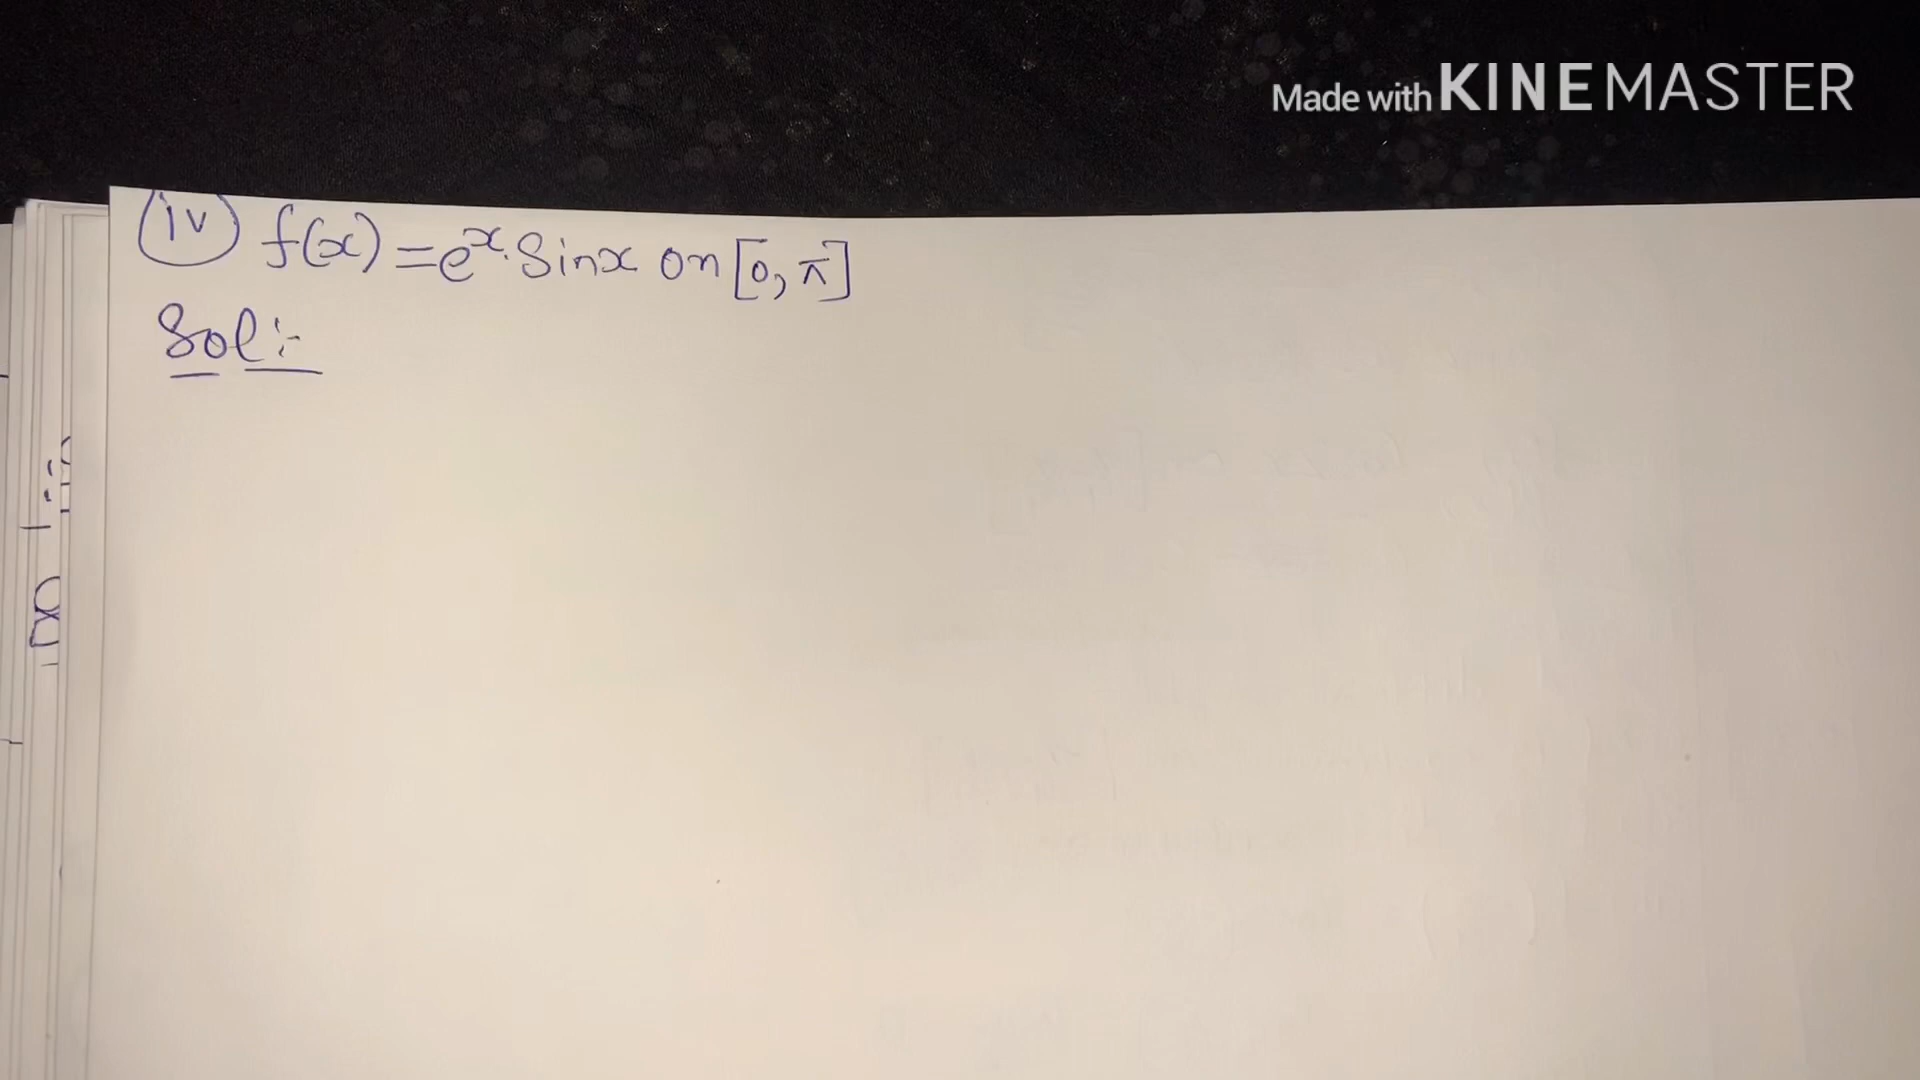 Made with KINEMASTER
(iv) f(x) = e^x. Sinx on [0, π]
Sol:-